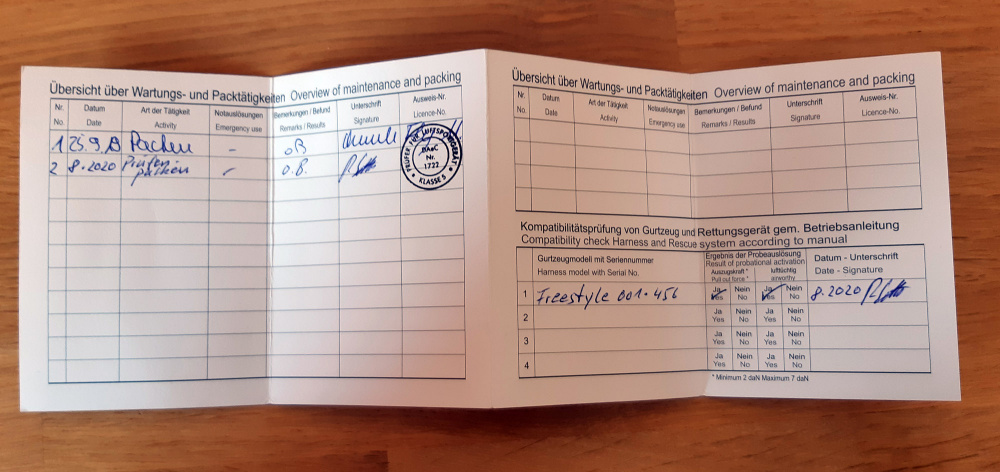 Übersicht über Wartungs- und Packtätigkeiten Overview of maintenance and packing
Nr. Datum Art der Tätigkeit Notauslösungen Bemerkungen / Befund Unterschrift Ausweis-Nr.
No. Date Activity Emergency use Remarks / Results Signature Licence-No.
1 25.9. Packen - oB
2 8.2020 Prüfen o.B.
packen
PRÜFER FÜR LUFTSPORTGERÄT
DAeC
Nr.
1722
KLASSE 5
Übersicht über Wartungs- und Packtätigkeiten Overview of maintenance and packing
Nr. Datum Art der Tätigkeit Notauslösungen Bemerkungen / Befund Unterschrift Ausweis-Nr.
No. Date Activity Emergency use Remarks / Results Signature Licence-No.
Kompatibilitätsprüfung von Gurtzeug und Rettungsgerät gem. Betriebsanleitung
Compatibility check Harness and Rescue system according to manual
Gurtzeugmodell mit Seriennummer
Harness model with Serial No.
Ergebnis der Probeauslösung
Result of probational activation
Auszugskraft * lufttüchtig
Pull out force * airworthy
Datum - Unterschrift
Date - Signature
1 Freestyle 001.456 Ja Nein Ja Nein 8.2020
Yes No Yes No
2 Ja Nein Ja Nein
Yes No Yes No
3 Ja Nein Ja Nein
Yes No Yes No
4 Ja Nein Ja Nein
Yes No Yes No
* Minimum 2 daN Maximum 7 daN